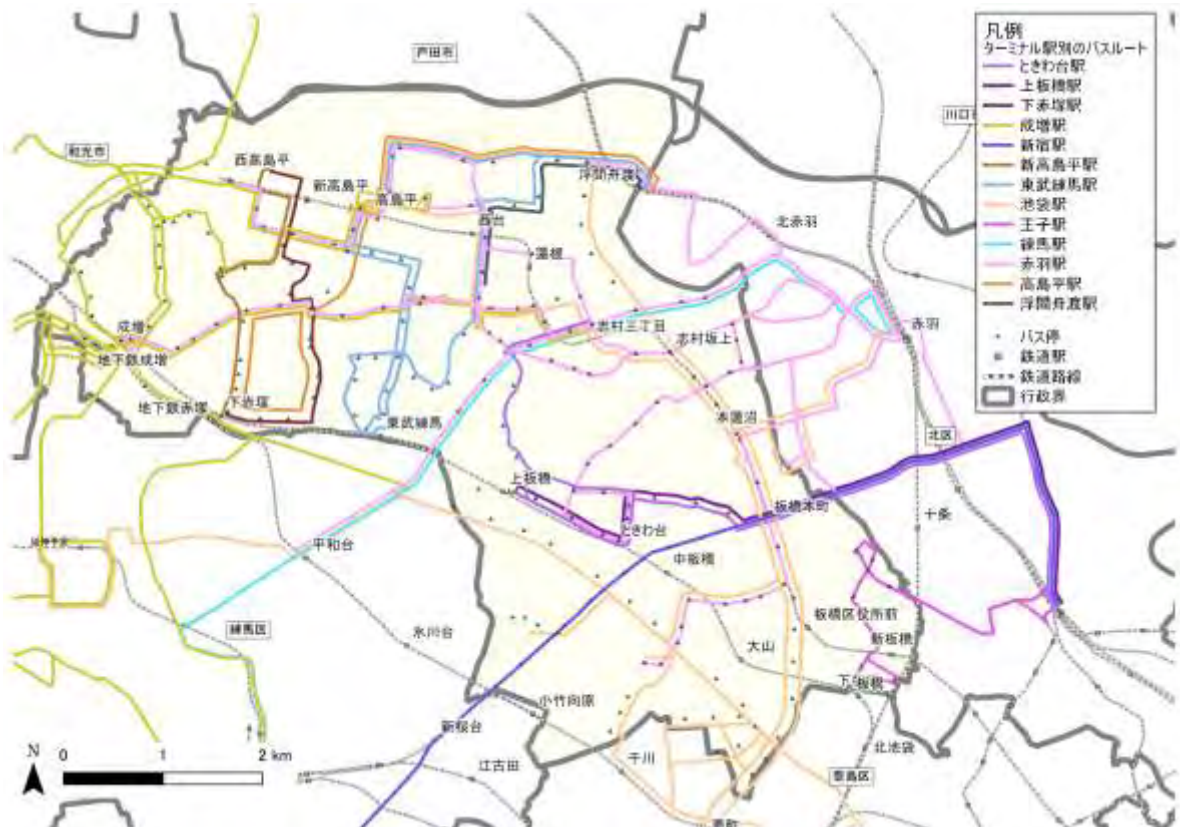 凡例
ターミナル駅別のバスルート
ときわ台駅
上板橋駅
下赤塚駅
成増駅
新宿駅
新高島平駅
東武練馬駅
池袋駅
王子駅
練馬駅
赤羽駅
高島平駅
浮間舟渡駅
バス停
鉄道駅
鉄道路線
行政界
戸田市
和光市
西高島平
新高島平
高島平
浮間舟渡
西台
蓮根
北赤羽
赤羽
志村三丁目
志村坂上
成増
地下鉄成増
地下鉄赤塚
下赤塚
東武練馬
本蓮沼
北区
上板橋
ときわ台
板橋本町
十条
中板橋
平和台
練馬区
氷川台
板橋区役所前
新板橋
大山
板橋
小竹向原
新桜台
江古田
千川
北池袋
豊島区
N
0 1 2 km